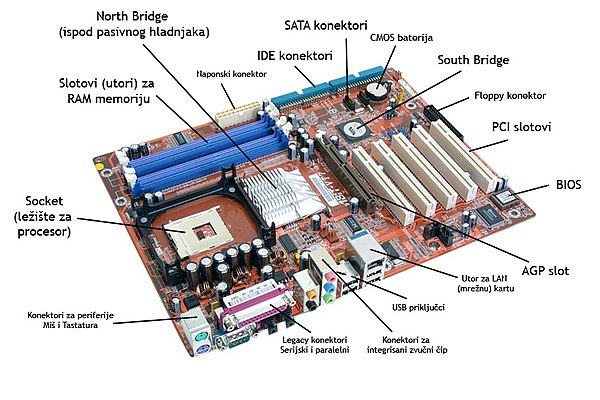 North Bridge
(ispod pasivnog hladnjaka)
SATA konektori
CMOS baterija
IDE konektori
South Bridge
Slotovi (utori) za
RAM memoriju
Naponski konektor
Floppy konektor
PCI slotovi
BIOS
Socket
(ležište za
procesor)
AGP slot
Utor za LAN
(mrežnu) kartu
USB priključci
Konektori za periferije
Miš i Tastatura
Legacy konektori
Serijski i paralelni
Konektori za
integrisani zvučni čip